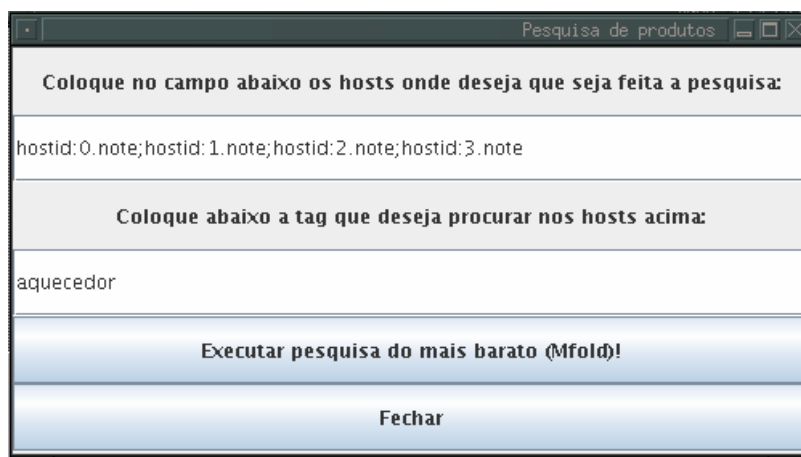 Pesquisa de produtos
Coloque no campo abaixo os hosts onde deseja que seja feita a pesquisa:
hostid:0.note;hostid:1.note;hostid:2.note;hostid:3.note
Coloque abaixo a tag que deseja procurar nos hosts acima:
aquecedor
Executar pesquisa do mais barato (Mfold)!
Fechar